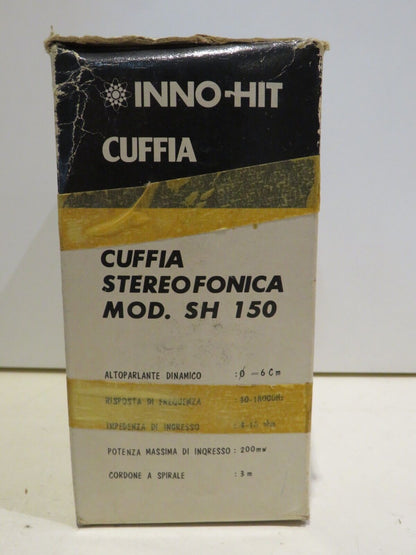 INNO-HIT
CUFFIA
CUFFIA
STEREOFONICA
MOD. SH 150
ALTOPARLANTE DINAMICO : Ø — 6 Cm
RISPOSTA DI FREQUENZA :
IMPEDENZA DI INGRESSO :
POTENZA MASSIMA DI INQRESSO : 200mw
CORDONE A SPIRALE : 3 m